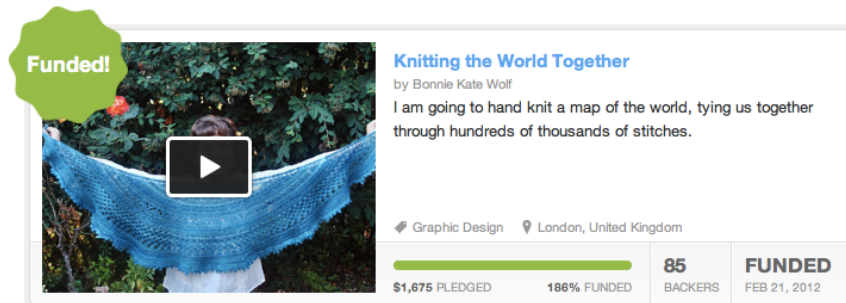 Funded!
Knitting the World Together
by Bonnie Kate Wolf
I am going to hand knit a map of the world, tying us together
through hundreds of thousands of stitches.
Graphic Design London, United Kingdom
$1,675 PLEDGED 186% FUNDED
85
BACKERS
FUNDED
FEB 21, 2012